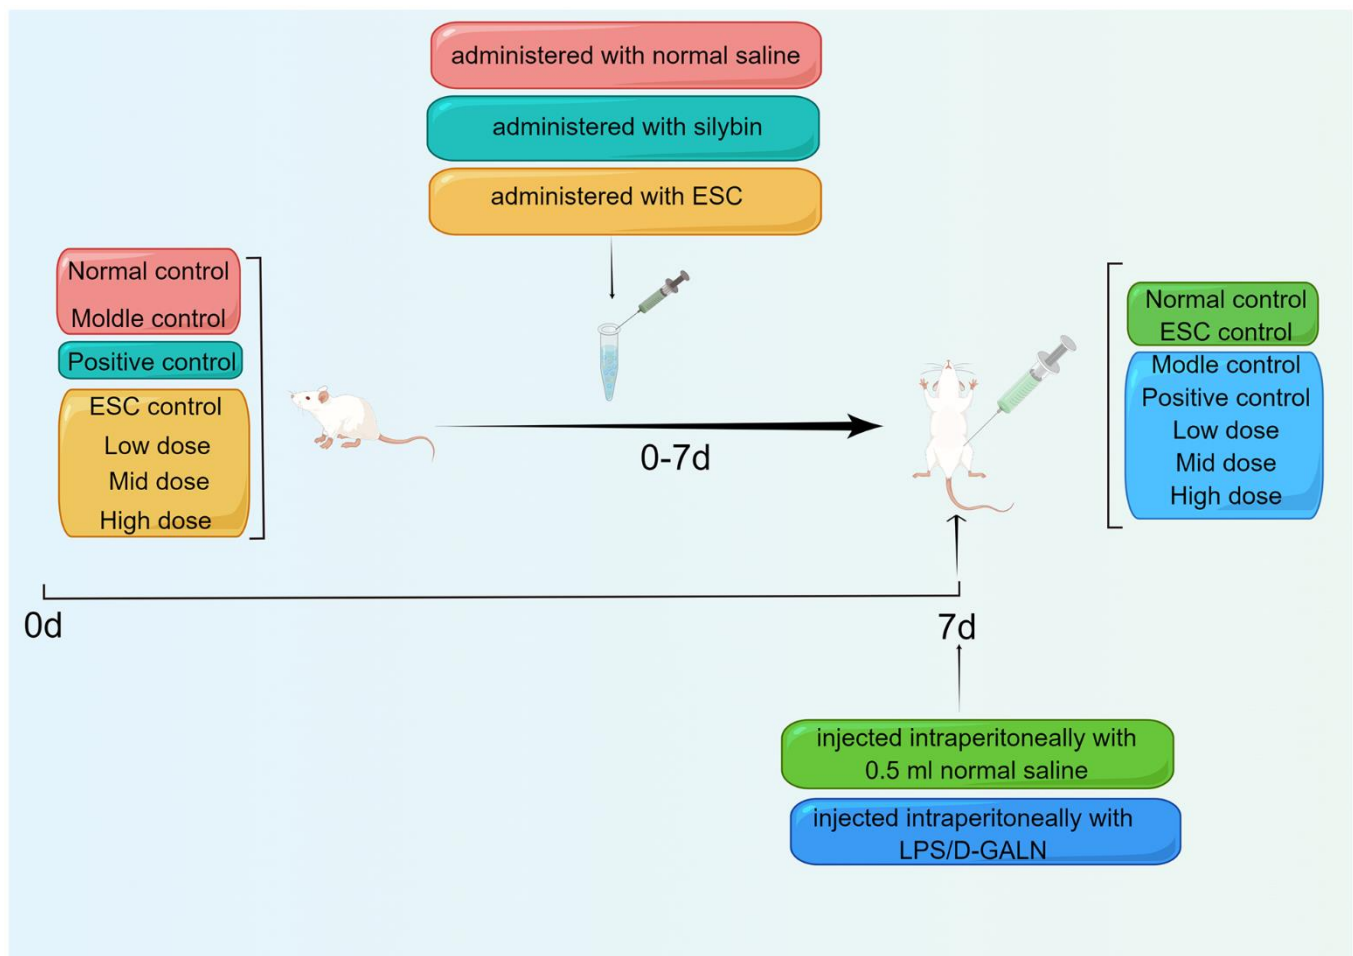 administered with normal saline
administered with silybin
administered with ESC
Normal control
Moldle control
Positive control
ESC control
Low dose
Mid dose
High dose
0-7d
Normal control
ESC control
Modle control
Positive control
Low dose
Mid dose
High dose
0d
7d
injected intraperitoneally with
0.5 ml normal saline
injected intraperitoneally with
LPS/D-GALN